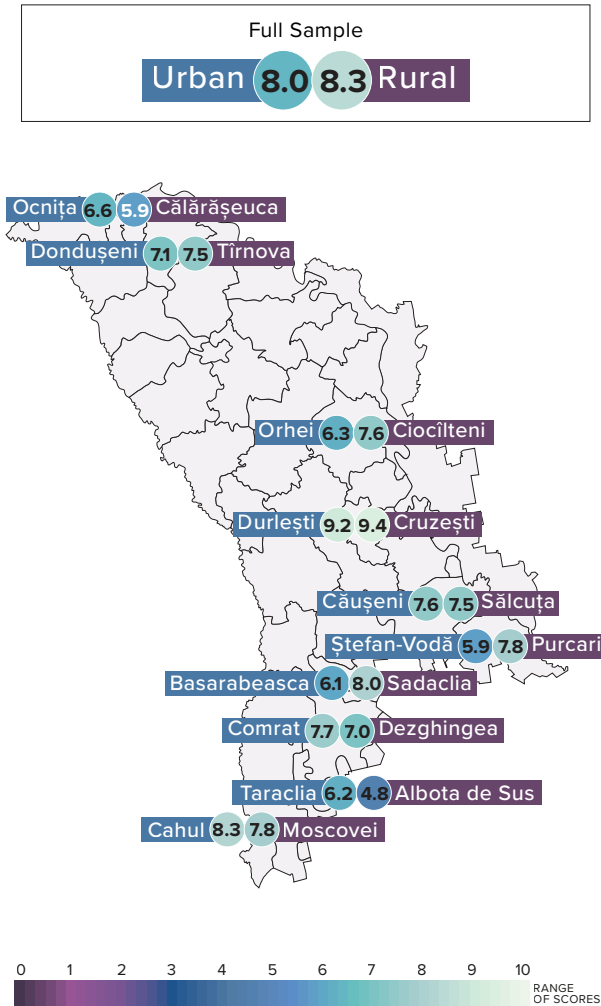 Full Sample
Urban 8.0 8.3 Rural
Ocnița 6.6 5.9 Călărășeuca
Dondușeni 7.1 7.5 Tîrnova
Orhei 6.3 7.6 Ciocîlteni
Durlești 9.2 9.4 Cruzești
Căușeni 7.6 7.5 Sălcuța
Ștefan-Vodă 5.9 7.8 Purcari
Basarabeasca 6.1 8.0 Sadaclia
Comrat 7.7 7.0 Dezghingea
Taraclia 6.2 4.8 Albota de Sus
Cahul 8.3 7.8 Moscovei
0 1 2 3 4 5 6 7 8 9 10
RANGE
OF SCORES